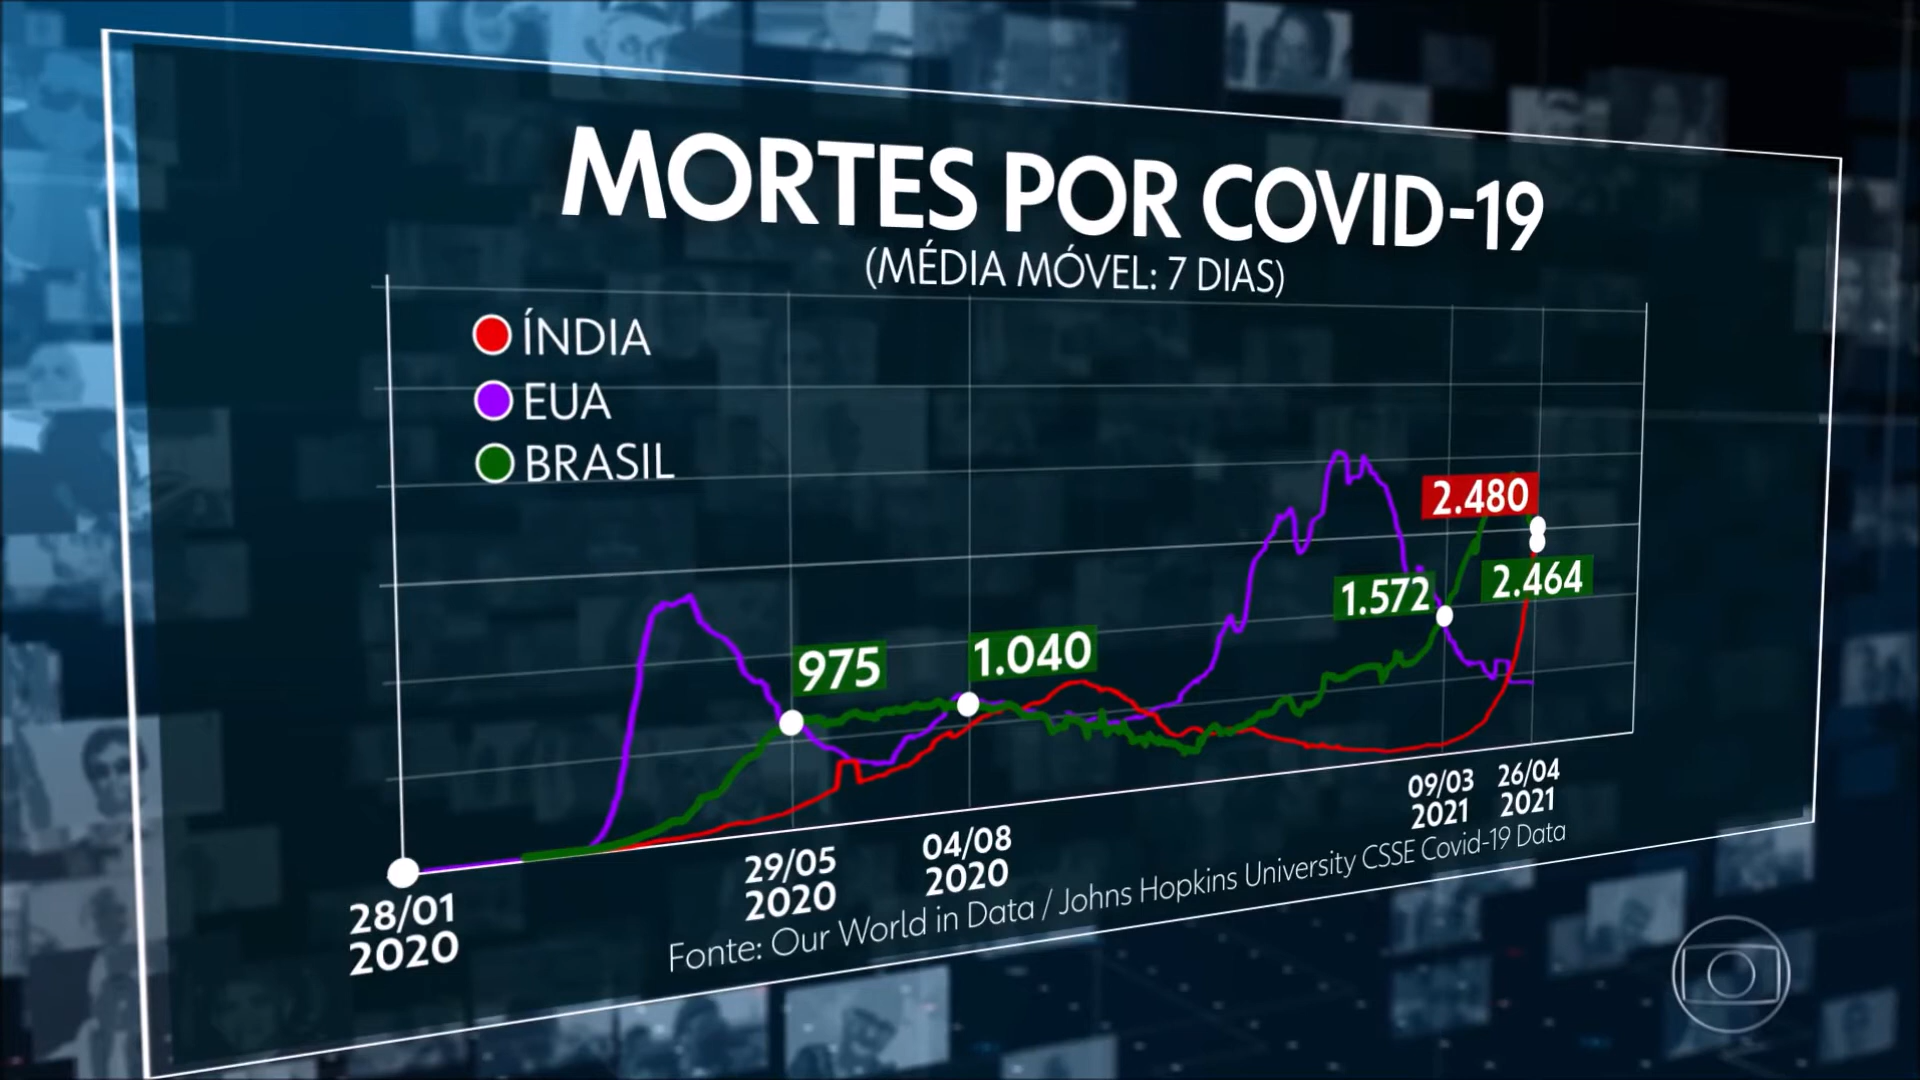 MORTES POR COVID-19
(MÉDIA MÓVEL: 7 DIAS)
ÍNDIA
EUA
BRASIL
2.480
1.572
2.464
975
1.040
28/01
2020
29/05
2020
04/08
2020
09/03
2021
26/04
2021
Fonte: Our World in Data / Johns Hopkins University CSSE Covid-19 Data